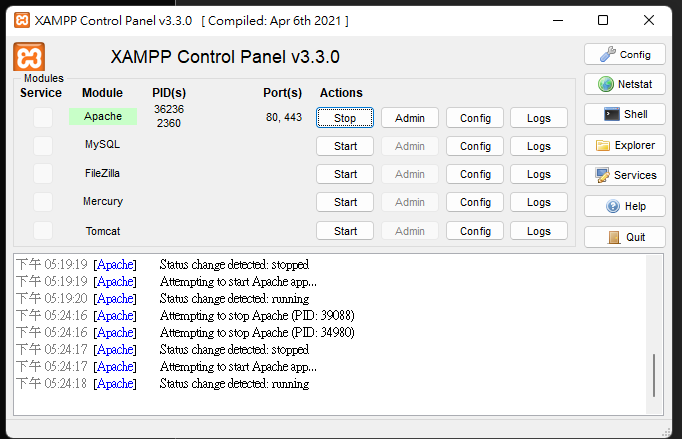 XAMPP Control Panel v3.3.0 [ Compiled: Apr 6th 2021 ]
XAMPP Control Panel v3.3.0
Config
Modules
Service Module PID(s) Port(s) Actions
Netstat
Apache 36236 2360 80, 443 Stop Admin Config Logs
Shell
MySQL Start Admin Config Logs
Explorer
FileZilla Start Admin Config Logs
Services
Mercury Start Admin Config Logs
Help
Tomcat Start Admin Config Logs
Quit
下午 05:19:19 [Apache] Status change detected: stopped
下午 05:19:19 [Apache] Attempting to start Apache app...
下午 05:19:20 [Apache] Status change detected: running
下午 05:24:16 [Apache] Attempting to stop Apache (PID: 39088)
下午 05:24:16 [Apache] Attempting to stop Apache (PID: 34980)
下午 05:24:17 [Apache] Status change detected: stopped
下午 05:24:17 [Apache] Attempting to start Apache app...
下午 05:24:18 [Apache] Status change detected: running